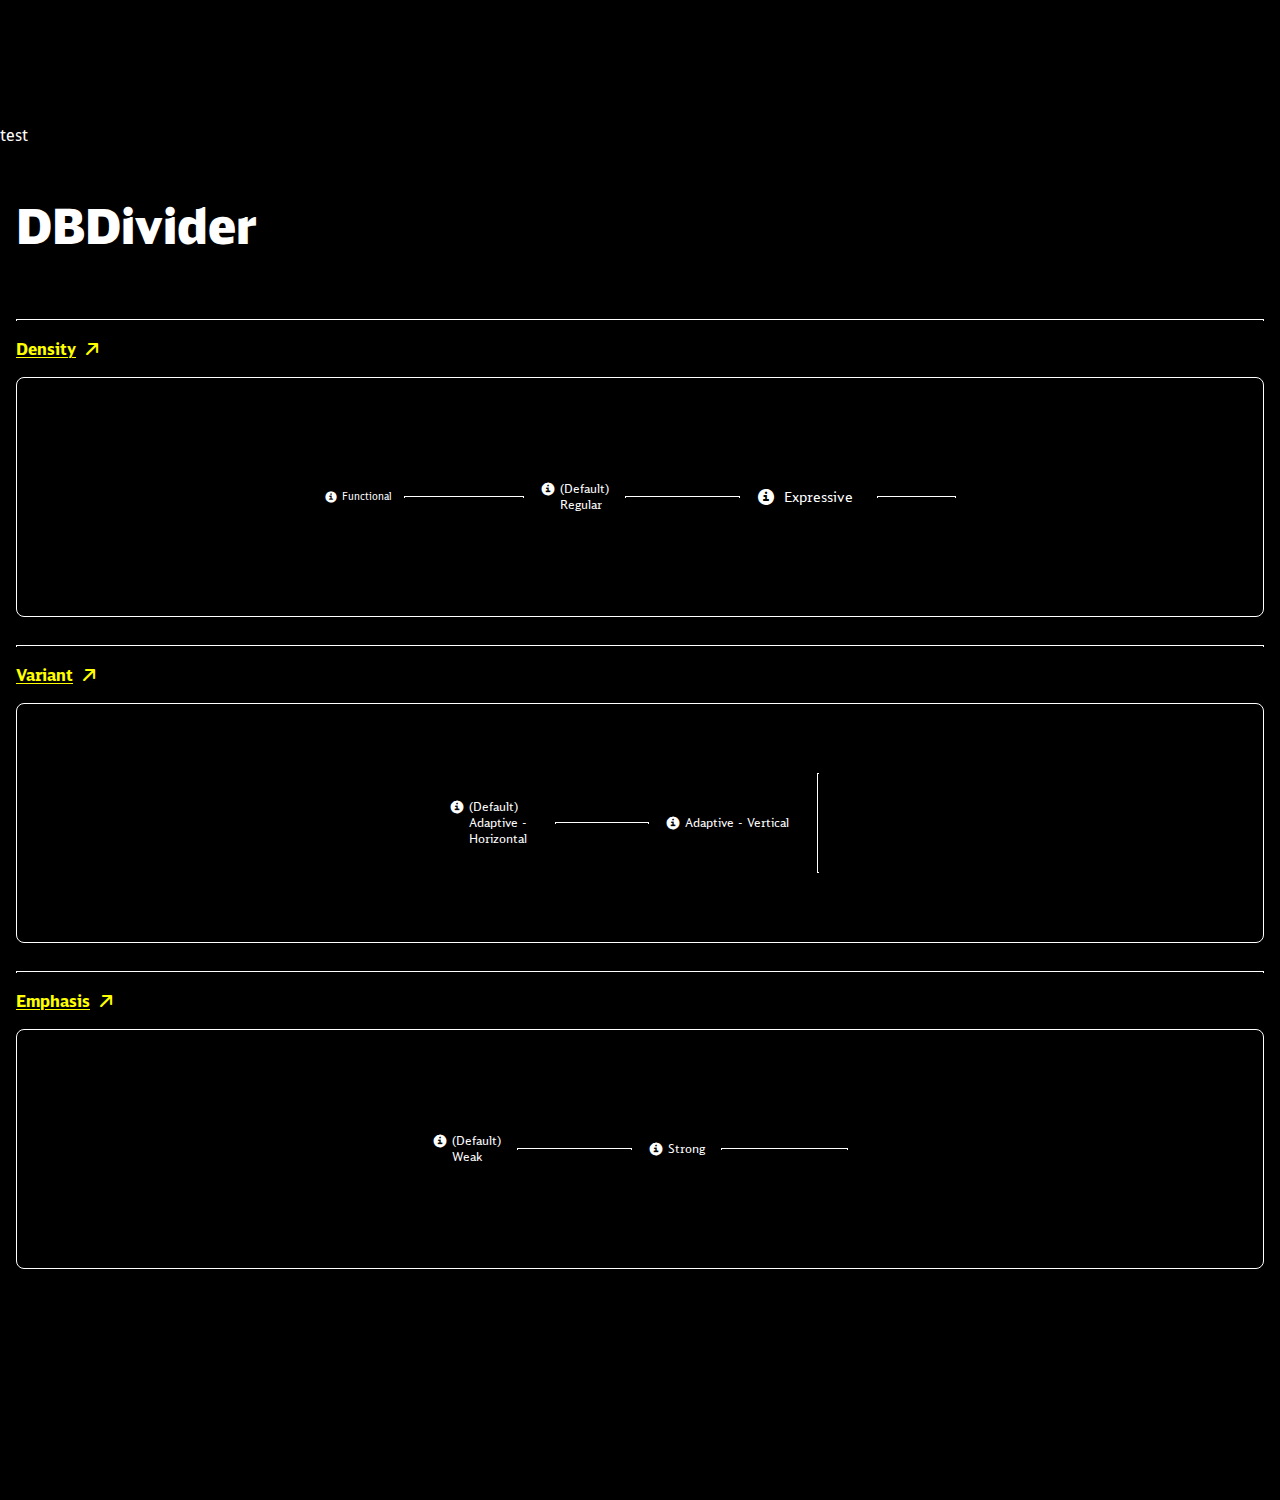 test
DBDivider
Density
Functional
(Default)
Regular
Expressive
Variant
(Default)
Adaptive -
Horizontal
Adaptive - Vertical
Emphasis
(Default)
Weak
Strong